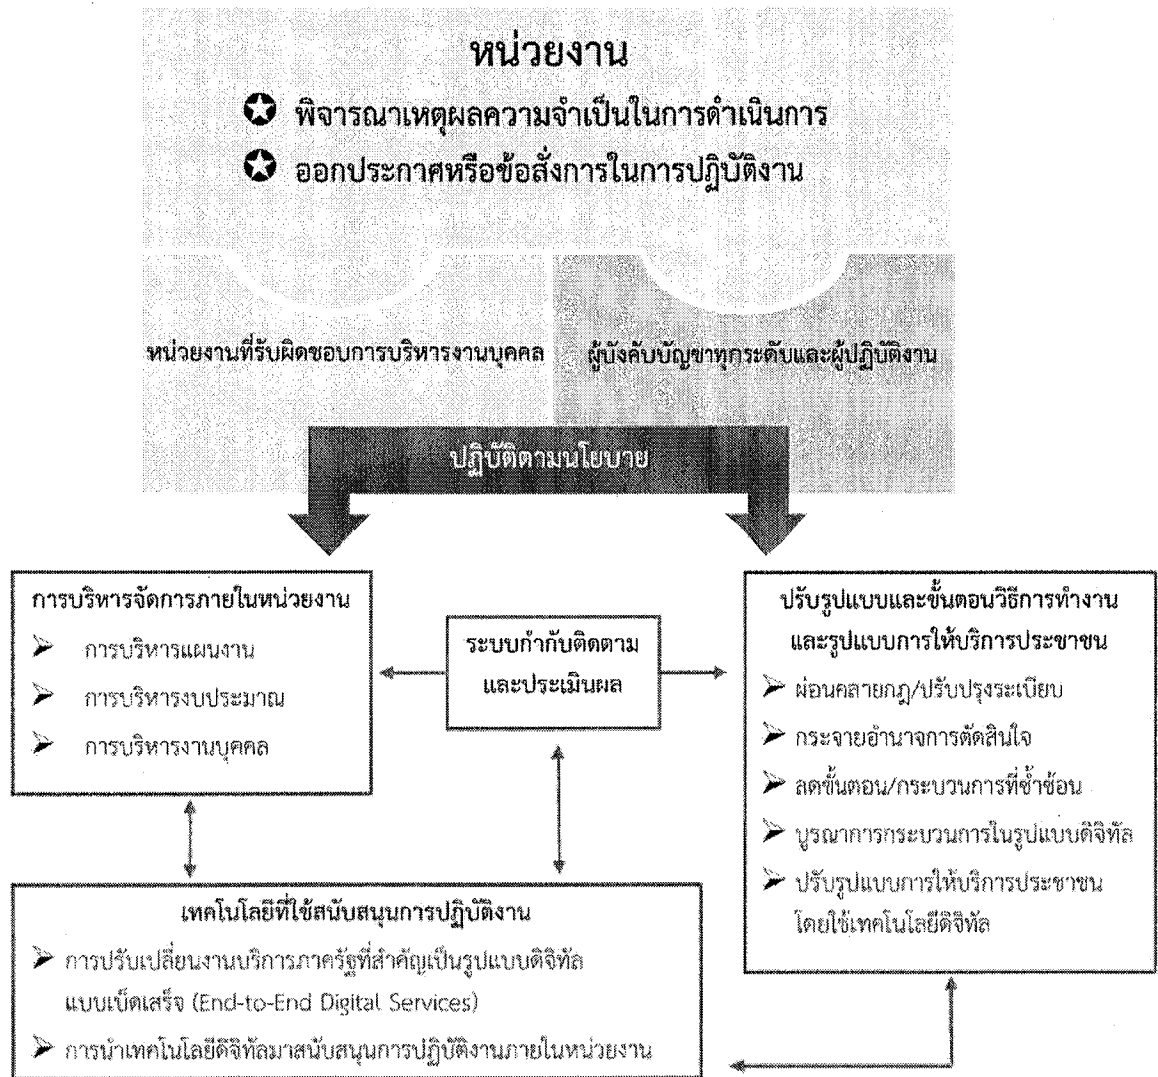 หน่วยงาน
พิจารณาเหตุผลความจำเป็นในการดำเนินการ
ออกประกาศหรือข้อสั่งการในการปฏิบัติงาน
หน่วยงานที่รับผิดชอบการบริหารงานบุคคล
ผู้บังคับบัญชาทุกระดับและผู้ปฏิบัติงาน
ปฏิบัติตามนโยบาย
การบริหารจัดการภายในหน่วยงาน
การบริหารแผนงาน
การบริหารงบประมาณ
การบริหารงานบุคคล
ระบบกำกับติดตาม
และประเมินผล
ปรับรูปแบบและขั้นตอนวิธีการทำงาน
และรูปแบบการให้บริการประชาชน
ผ่อนคลายกฎ/ปรับปรุงระเบียบ
กระจายอำนาจการตัดสินใจ
ลดขั้นตอน/กระบวนการที่ซ้ำซ้อน
บูรณาการกระบวนการในรูปแบบดิจิทัล
ปรับรูปแบบการให้บริการประชาชน
โดยใช้เทคโนโลยีดิจิทัล
เทคโนโลยีที่ใช้สนับสนุนการปฏิบัติงาน
การปรับเปลี่ยนงานบริการภาครัฐที่สำคัญเป็นรูปแบบดิจิทัล
แบบเบ็ดเสร็จ (End-to-End Digital Services)
การนำเทคโนโลยีดิจิทัลมาสนับสนุนการปฏิบัติงานภายในหน่วยงาน